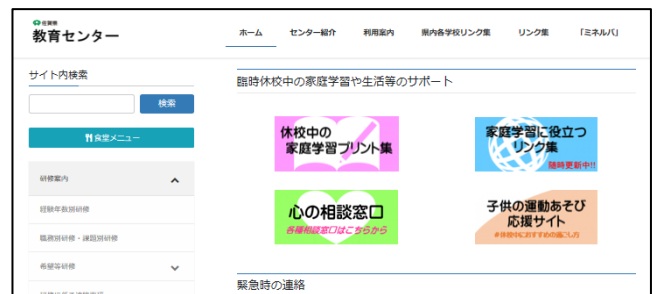 佐賀県
教育センター
ホーム センター紹介 利用案内 県内各学校リンク集 リンク集 「ミネルバ」
サイト内検索
検索
食堂メニュー
研修案内
経験年数別研修
職務別研修・課題別研修
希望等研修
臨時休校中の家庭学習や生活等のサポート
休校中の
家庭学習プリント集
家庭学習に役立つ
リンク集
随時更新中!!
心の相談窓口
各種相談窓口はこちらから
子供の運動あそび
応援サイト
#休校中におすすめの過ごし方
緊急時の連絡